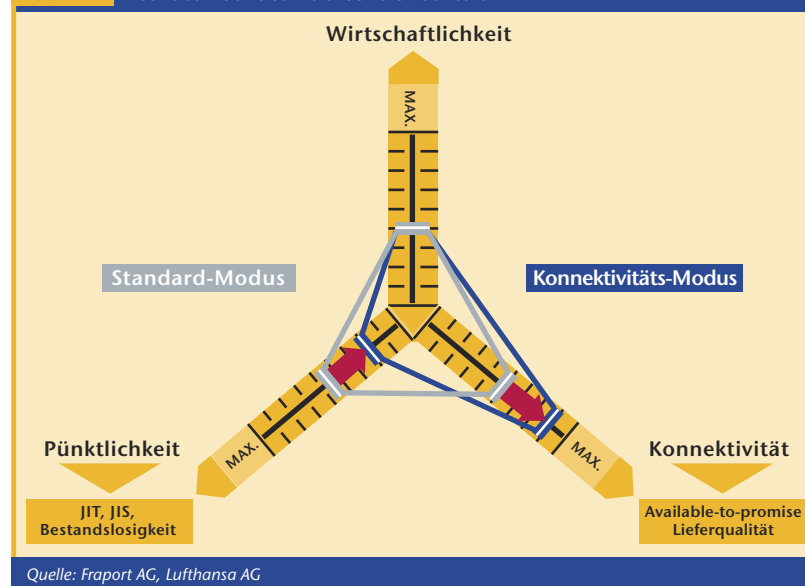 Wirtschaftlichkeit
MAX.
Standard-Modus
Konnektivitäts-Modus
Pünktlichkeit
MAX.
JIT, JIS,
Bestandslosigkeit
Konnektivität
MAX.
Available-to-promise
Lieferqualität
Quelle: Fraport AG, Lufthansa AG